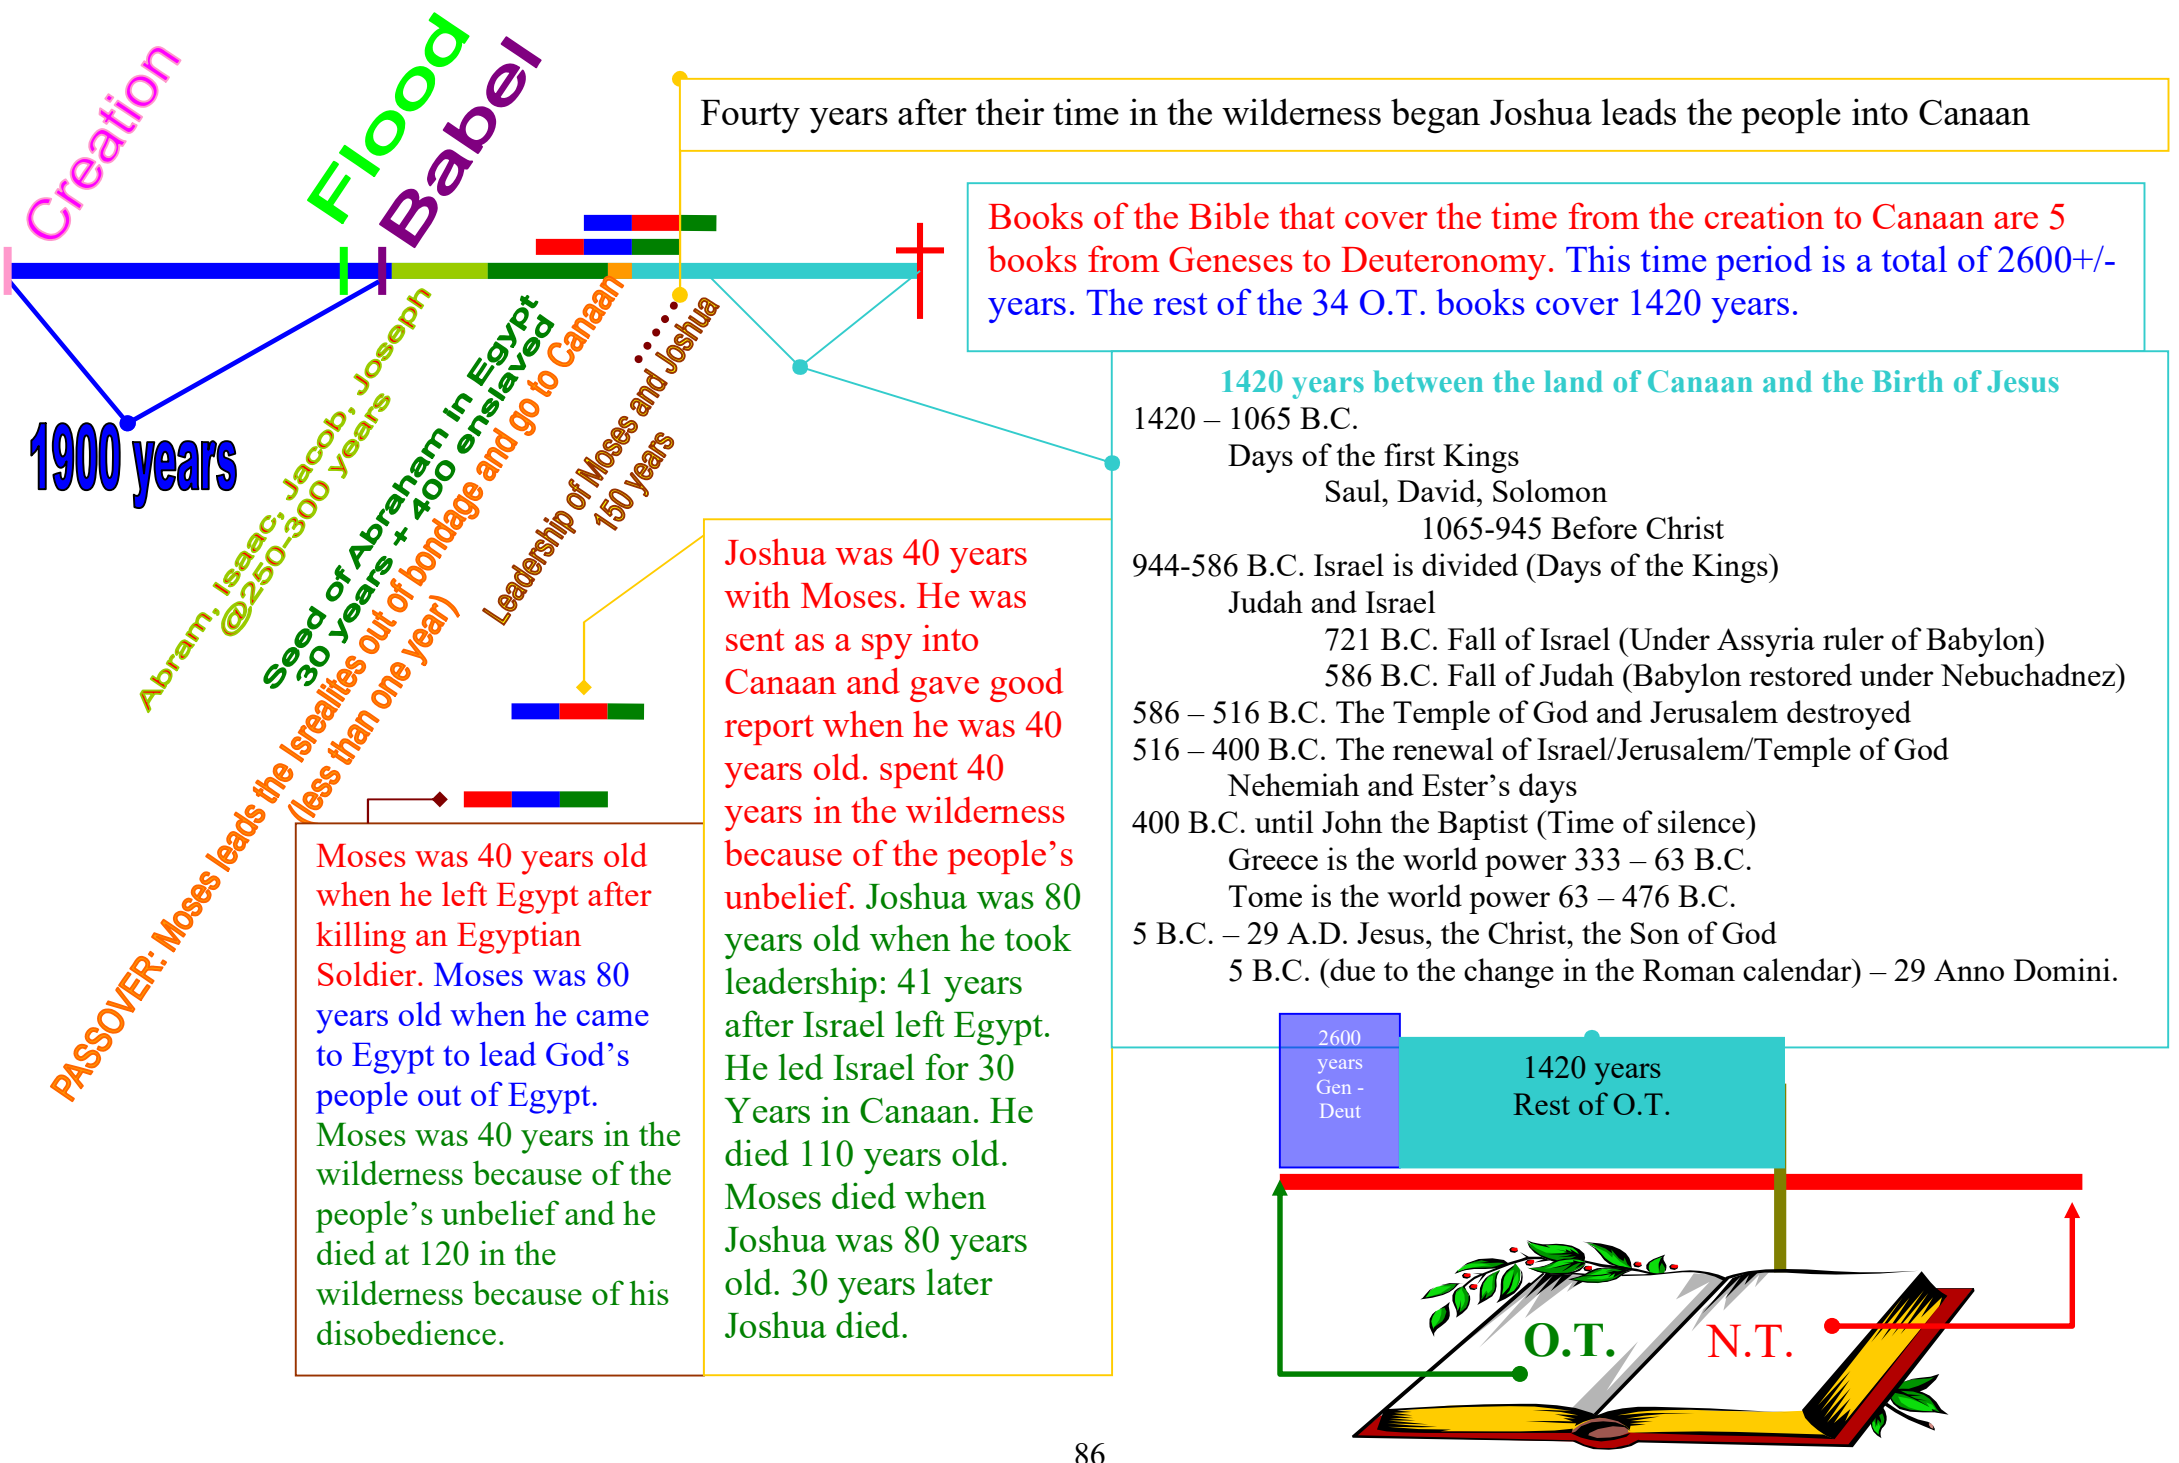 Creation
Flood
Babel
Fourty years after their time in the wilderness began Joshua leads the people into Canaan
Books of the Bible that cover the time from the creation to Canaan are 5
books from Geneses to Deuteronomy. This time period is a total of 2600+/-
years. The rest of the 34 O.T. books cover 1420 years.
1900 years
Abram, Isaac, Jacob, Joseph
@250-300 years
Seed of Abraham in Egypt
30 years + 400 enslaved
PASSOVER: Moses leads the Isrealites out of bondage and go to Canaan
(less than one year)
Leadership of Moses and Joshua
150 years
1420 years between the land of Canaan and the Birth of Jesus
1420 – 1065 B.C.
Days of the first Kings
Saul, David, Solomon
1065-945 Before Christ
944-586 B.C. Israel is divided (Days of the Kings)
Judah and Israel
721 B.C. Fall of Israel (Under Assyria ruler of Babylon)
586 B.C. Fall of Judah (Babylon restored under Nebuchadnez)
586 – 516 B.C. The Temple of God and Jerusalem destroyed
516 – 400 B.C. The renewal of Israel/Jerusalem/Temple of God
Nehemiah and Ester’s days
400 B.C. until John the Baptist (Time of silence)
Greece is the world power 333 – 63 B.C.
Tome is the world power 63 – 476 B.C.
5 B.C. – 29 A.D. Jesus, the Christ, the Son of God
5 B.C. (due to the change in the Roman calendar) – 29 Anno Domini.
Joshua was 40 years
with Moses. He was
sent as a spy into
Canaan and gave good
report when he was 40
years old. spent 40
years in the wilderness
because of the people’s
unbelief. Joshua was 80
years old when he took
leadership: 41 years
after Israel left Egypt.
He led Israel for 30
Years in Canaan. He
died 110 years old.
Moses died when
Joshua was 80 years
old. 30 years later
Joshua died.
Moses was 40 years old
when he left Egypt after
killing an Egyptian
Soldier. Moses was 80
years old when he came
to Egypt to lead God’s
people out of Egypt.
Moses was 40 years in the
wilderness because of the
people’s unbelief and he
died at 120 in the
wilderness because of his
disobedience.
2600
years
Gen -
Deut
1420 years
Rest of O.T.
O.T.
N.T.
86